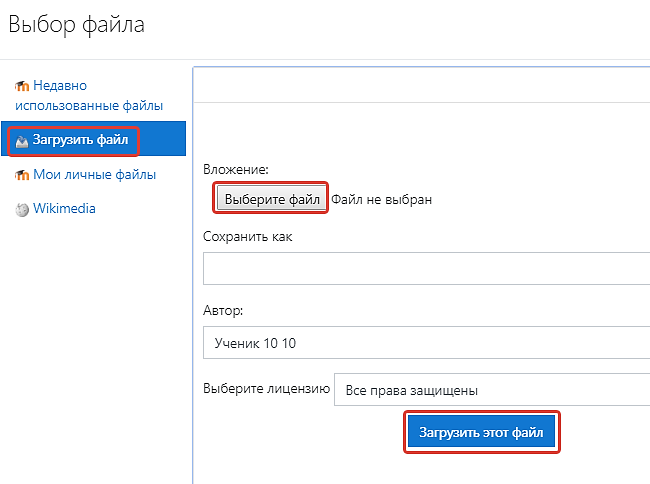 Выбор файла
Недавно
использованные файлы
Загрузить файл
Мои личные файлы
Wikimedia
Вложение:
Выберите файл Файл не выбран
Сохранить как
Автор:
Ученик 10 10
Выберите лицензию Все права защищены
Загрузить этот файл